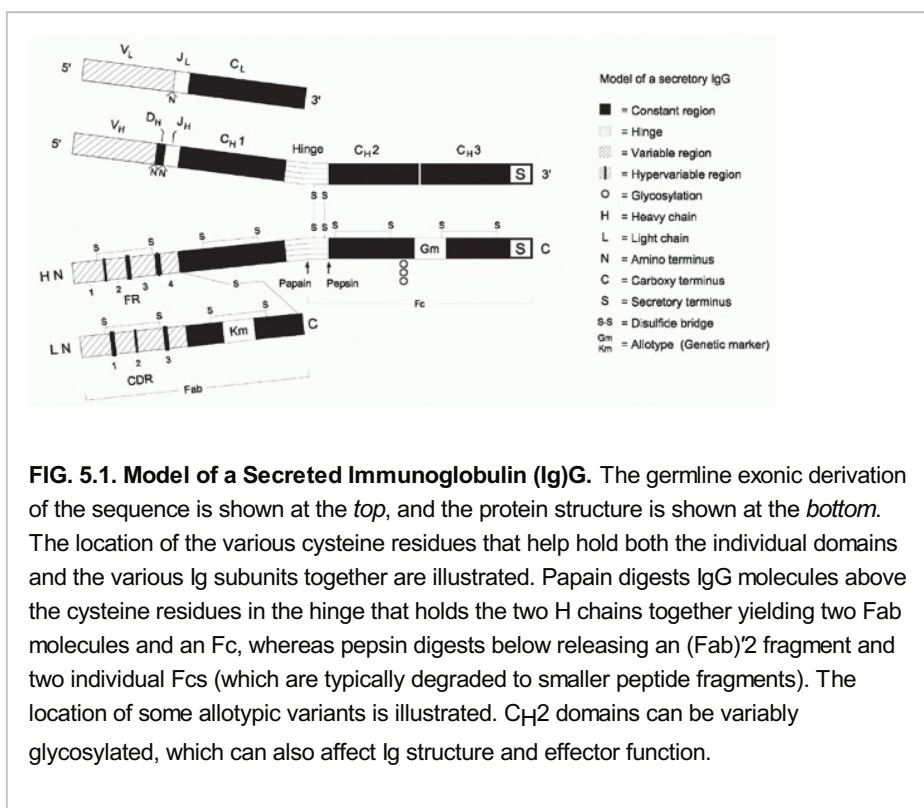 V_L J_L C_L
5' 3'
N
Model of a secretory IgG
D_H
V_H J_H C_H1 Hinge C_H2 C_H3
5' S 3'
N N
S S
= Constant region
= Hinge
= Variable region
= Hypervariable region
= Glycosylation
H = Heavy chain
L = Light chain
N = Amino terminus
C = Carboxy terminus
S = Secretory terminus
S-S = Disulfide bridge
Gm
Km = Allotype (Genetic marker)
S S S S S S S S S S
H N Gm S C
1 2 3 4
FR
Papain Pepsin
Fc
S
S S S S
L N Km C
1 2 3
CDR
Fab
FIG. 5.1. Model of a Secreted Immunoglobulin (Ig)G. The germline exonic derivation
of the sequence is shown at the top, and the protein structure is shown at the bottom.
The location of the various cysteine residues that help hold both the individual domains
and the various Ig subunits together are illustrated. Papain digests IgG molecules above
the cysteine residues in the hinge that holds the two H chains together yielding two Fab
molecules and an Fc, whereas pepsin digests below releasing an (Fab)′2 fragment and
two individual Fcs (which are typically degraded to smaller peptide fragments). The
location of some allotypic variants is illustrated. C_H2 domains can be variably
glycosylated, which can also affect Ig structure and effector function.